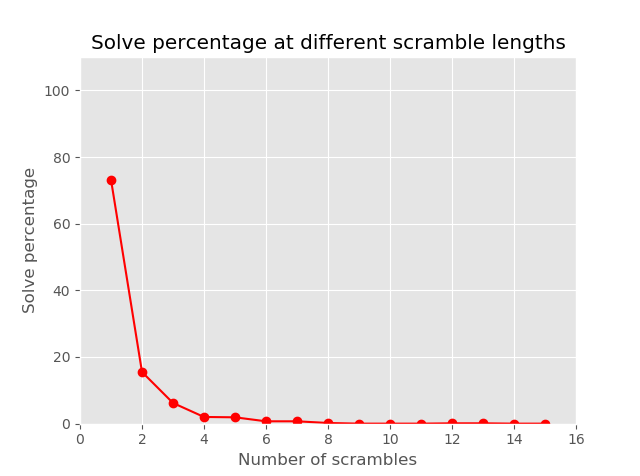 Solve percentage at different scramble lengths
100
80
60
40
20
0
Solve percentage
0 2 4 6 8 10 12 14 16
Number of scrambles